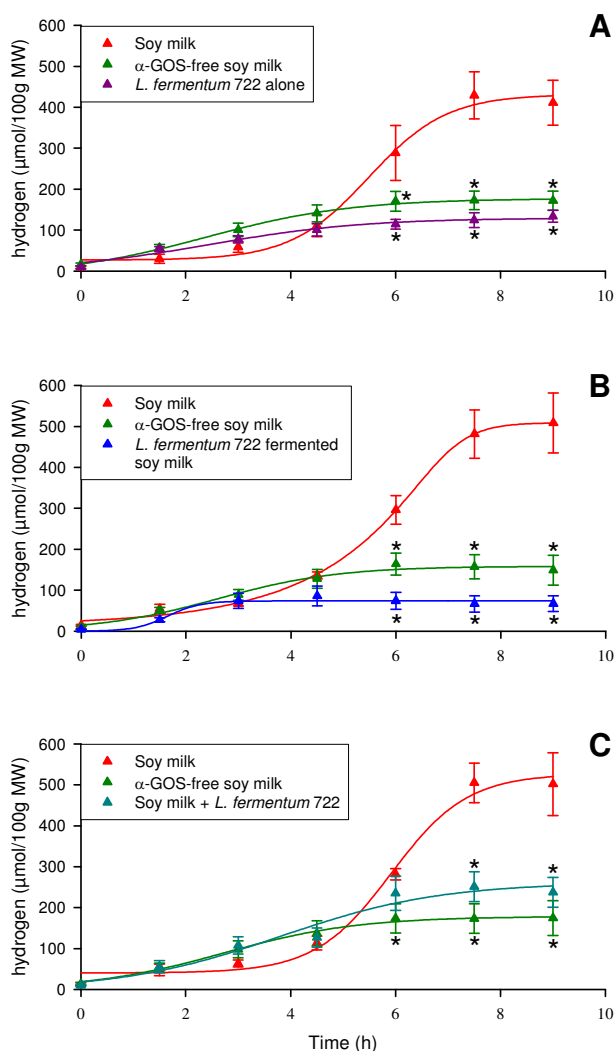 A
hydrogen (µmol/100g MW)
600
500
400
300
200
100
0
Soy milk
α-GOS-free soy milk
L. fermentum 722 alone
*
*
*
*
*
*
0 2 4 6 8 10
B
hydrogen (µmol/100g MW)
600
500
400
300
200
100
0
Soy milk
α-GOS-free soy milk
L. fermentum 722 fermented
soy milk
*
*
*
*
*
*
0 2 4 6 8 10
C
hydrogen (µmol/100g MW)
600
500
400
300
200
100
0
Soy milk
α-GOS-free soy milk
Soy milk + L. fermentum 722
*
*
*
*
*
0 2 4 6 8 10
Time (h)